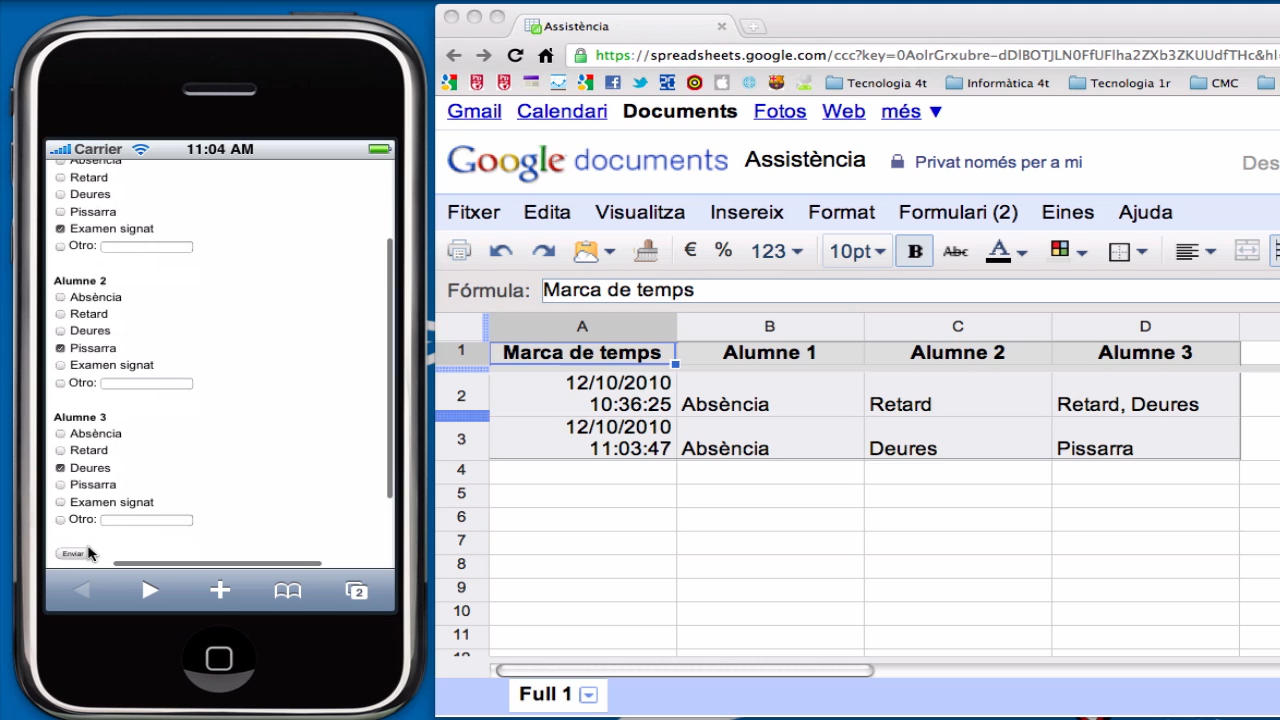 Carrier 11:04 AM
Absència
Retard
Deures
Pissarra
Examen signat
Otro:
Alumne 2
Absència
Retard
Deures
Pissarra
Examen signat
Otro:
Alumne 3
Absència
Retard
Deures
Pissarra
Examen signat
Otro:
Enviar
2
Assistència
https://spreadsheets.google.com/ccc?key=0AolrGrxubre-dDlBOTJLN0FfUFlha2ZXb3ZKUUdfTHc&hl=
Tecnologia 4t Informàtica 4t Tecnologia 1r CMC
Gmail Calendari Documents Fotos Web més ▼
Google documents Assistència Privat només per a mi Des
Fitxer Edita Visualitza Insereix Format Formulari (2) Eines Ajuda
€ % 123 10pt B Abc A
Fórmula: Marca de temps
A B C D
1 Marca de temps Alumne 1 Alumne 2 Alumne 3
2 12/10/2010 10:36:25 Absència Retard Retard, Deures
3 12/10/2010 11:03:47 Absència Deures Pissarra
4
5
6
7
8
9
10
11
Full 1